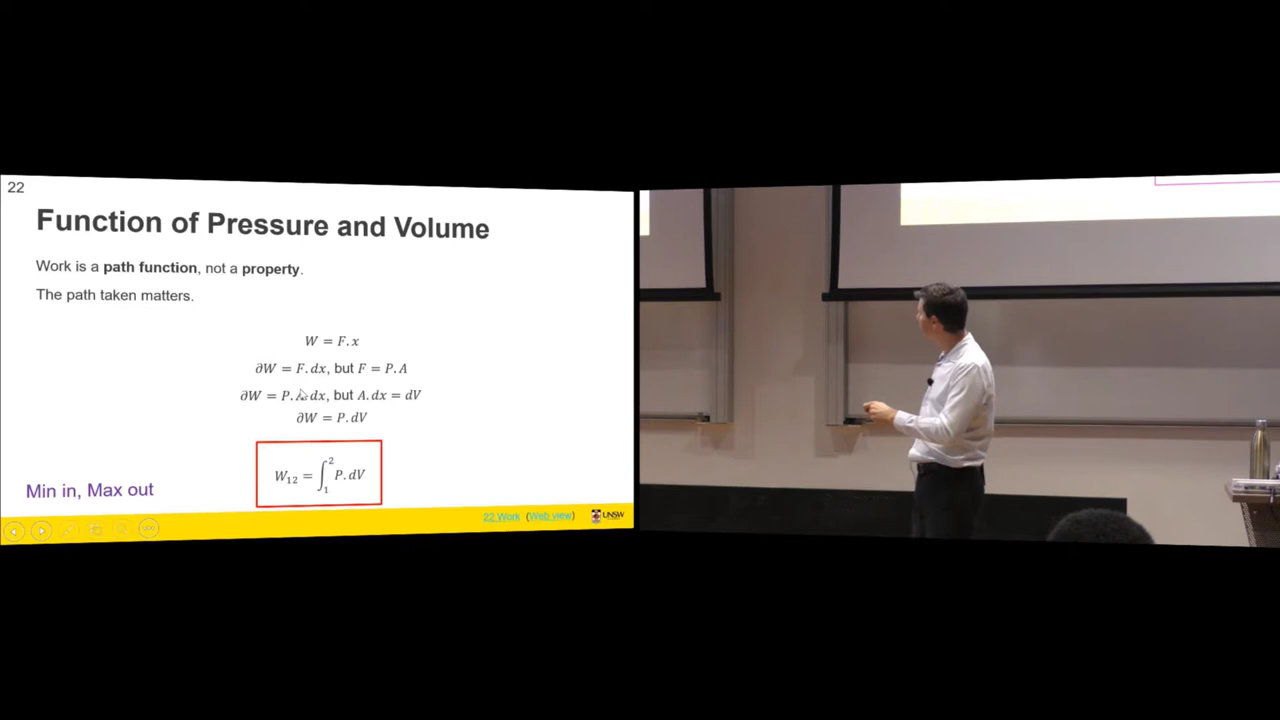 22
Function of Pressure and Volume
Work is a path function, not a property.
The path taken matters.
W = F.x
∂W = F.dx, but F = P.A
∂W = P.A.dx, but A.dx = dV
∂W = P.dV
W₁₂ = ∫₁² P.dV
Min in, Max out
22 Work (Web view)
UNSW